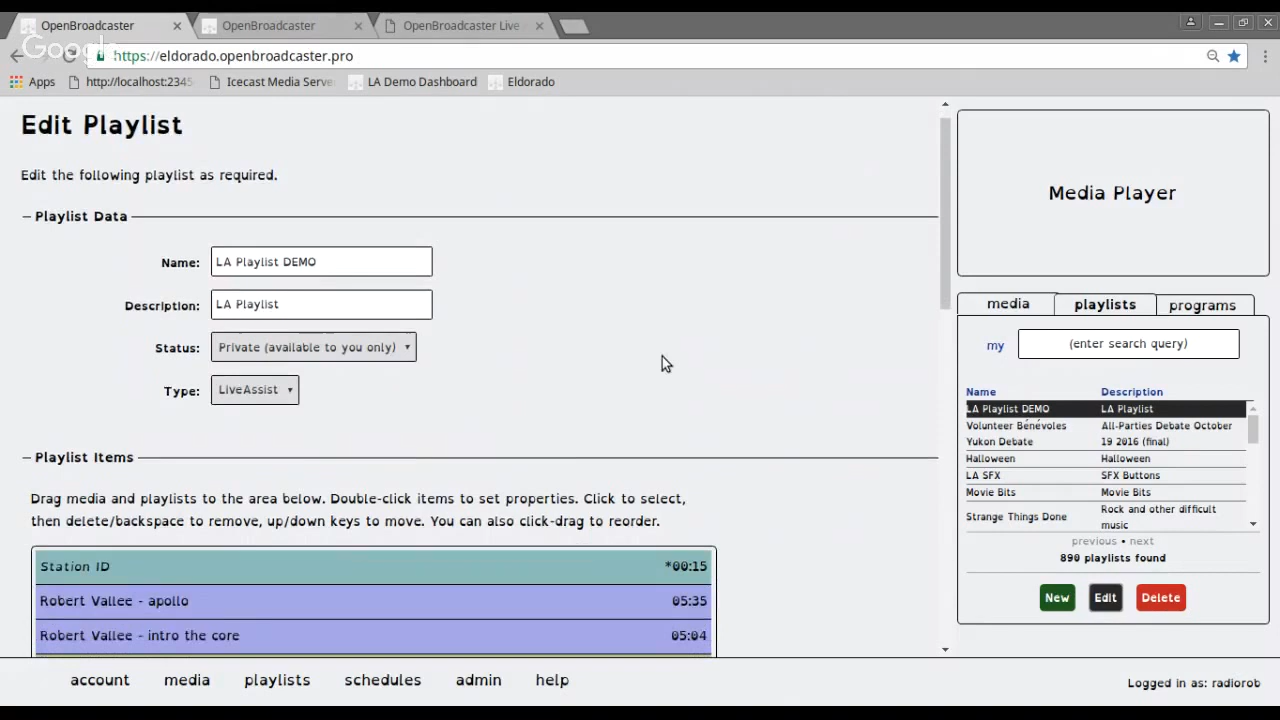 OpenBroadcaster
OpenBroadcaster
OpenBroadcaster Live
Google
https://eldorado.openbroadcaster.pro
Apps
http://localhost:2345
Icecast Media Serve
LA Demo Dashboard
Eldorado
Edit Playlist
Edit the following playlist as required.
Playlist Data
Name: LA Playlist DEMO
Description: LA Playlist
Status: Private (available to you only)
Type: LiveAssist
Playlist Items
Drag media and playlists to the area below. Double-click items to set properties. Click to select,
then delete/backspace to remove, up/down keys to move. You can also click-drag to reorder.
Station ID *00:15
Robert Vallee - apollo 05:35
Robert Vallee - intro the core 05:04
Media Player
media playlists programs
my (enter search query)
Name Description
LA Playlist DEMO LA Playlist
Volunteer Bénévoles All-Parties Debate October
Yukon Debate 19 2016 (final)
Halloween Halloween
LA SFX SFX Buttons
Movie Bits Movie Bits
Strange Things Done Rock and other difficult
music
previous • next
890 playlists found
New Edit Delete
account media playlists schedules admin help
Logged in as: radiorob